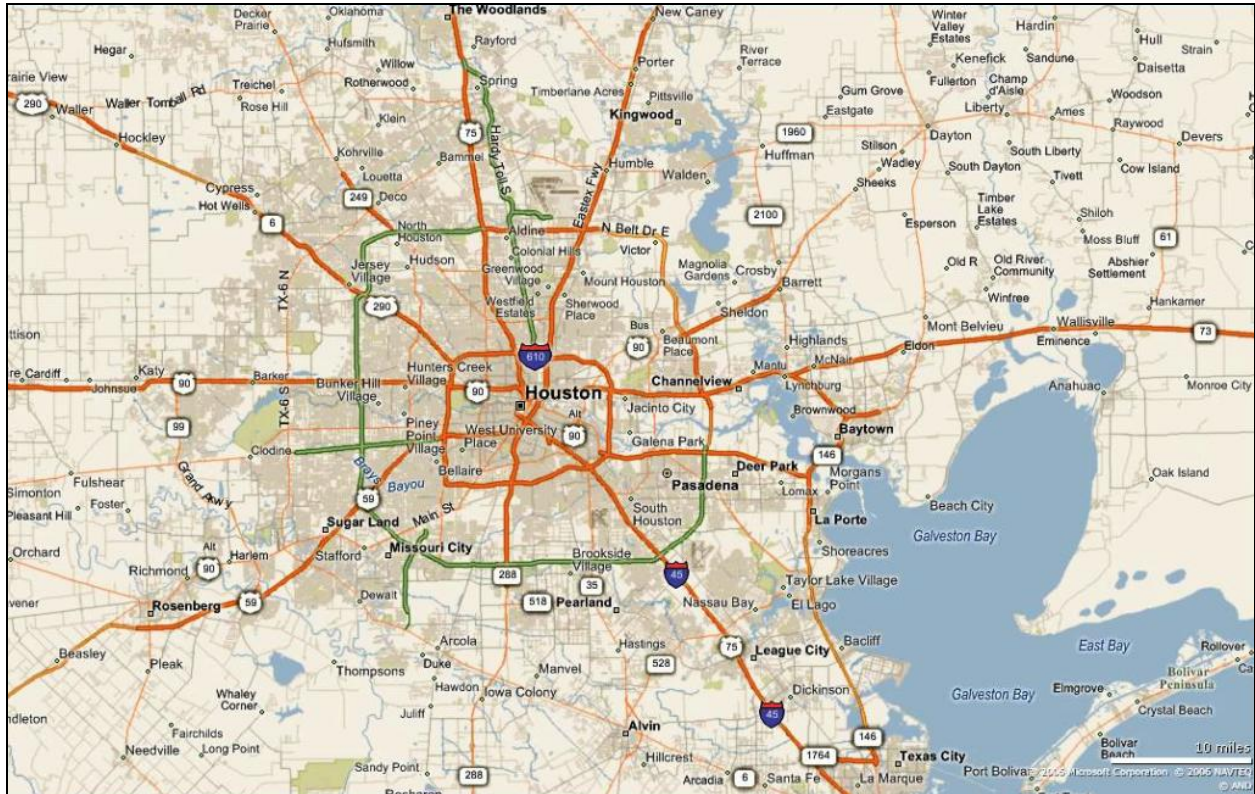 The Woodlands
New Caney
Decker
Prairie
Oklahoma
Hufsmith
Rayford
Hegar
Willow
Porter
River
Terrace
Winter
Valley
Estates
Hardin
Hull
Strain
Sandune
Kenefick
Daisetta
Treichel
Rotherwood
Spring
Timberlane Acres
Pittsville
Fullerton
Champ
d'Aisle
Woodson
rairie View
290
Waller
Waller Tomball Rd
Rose Hill
Klein
Kingwood
Gum Grove
Eastgate
Liberty
Ames
Raywood
Devers
Hockley
75
Hardy Toll S
1960
Dayton
Kohrville
Bammel
Humble
Huffman
Stilson
South Liberty
Louetta
Walden
Wadley
South Dayton
Cow Island
Cypress
249
Deco
Eastex Fwy
Sheeks
Tivett
Hot Wells
6
North
Houston
Aldine
N Belt Dr E
2100
Esperson
Timber
Lake
Estates
Shiloh
Moss Bluff
61
Hudson
Colonial Hills
Victor
Jersey
Village
Greenwood
Village
Mount Houston
Magnolia
Gardens
Crosby
Barrett
Old R
Old River
Community
Abshier
Settlement
TX-6 N
290
Westfield
Estates
Sherwood
Place
Sheldon
Winfree
Hankamer
Bus
90
Beaumont
Place
Mont Belvieu
Wallisville
73
ttison
610
Highlands
Eldon
Eminence
re Cardiff
Katy
Johnsue
90
Barker
Bunker Hill
Village
Hunters Creek
Village
90
Houston
Channelview
Mantu
McNair
Lynchburg
Anahuac
Monroe City
TX-6 S
99
Piney
Point
Village
West University
Place
Alt
90
Jacinto City
Brownwood
Baytown
Galena Park
Clodine
Bellaire
Brays
Bayou
146
Fulshear
Grand Pkwy
59
Pasadena
Deer Park
Morgans
Point
Oak Island
Simonton
Foster
Pleasant Hill
Main St
Lomax
Beach City
Sugar Land
South
Houston
La Porte
Galveston Bay
Orchard
Alt
90
Harlem
Stafford
Missouri City
Brookside
Village
Shoreacres
Richmond
288
45
35
Taylor Lake Village
Rosenberg
59
Dewalt
518
Pearland
Nassau Bay
El Lago
Arcola
Hastings
75
Bacliff
East Bay
Rollover
Beasley
Pleak
Thompsons
Duke
Manvel
528
League City
Bolivar
Peninsula
Hawdon
Iowa Colony
Dickinson
Elmgrove
Galveston Bay
Whaley
Corner
Juliff
45
Crystal Beach
Fairchilds
Alvin
146
Needville
Long Point
Hillcrest
1764
Texas City
Bolivar
Beach
10 miles
Sandy Point
288
Arcadia
6
Santa Fe
La Marque
Port Bolivar
© 2006 Microsoft Corporation © 2006 NAVTEQ
© AND